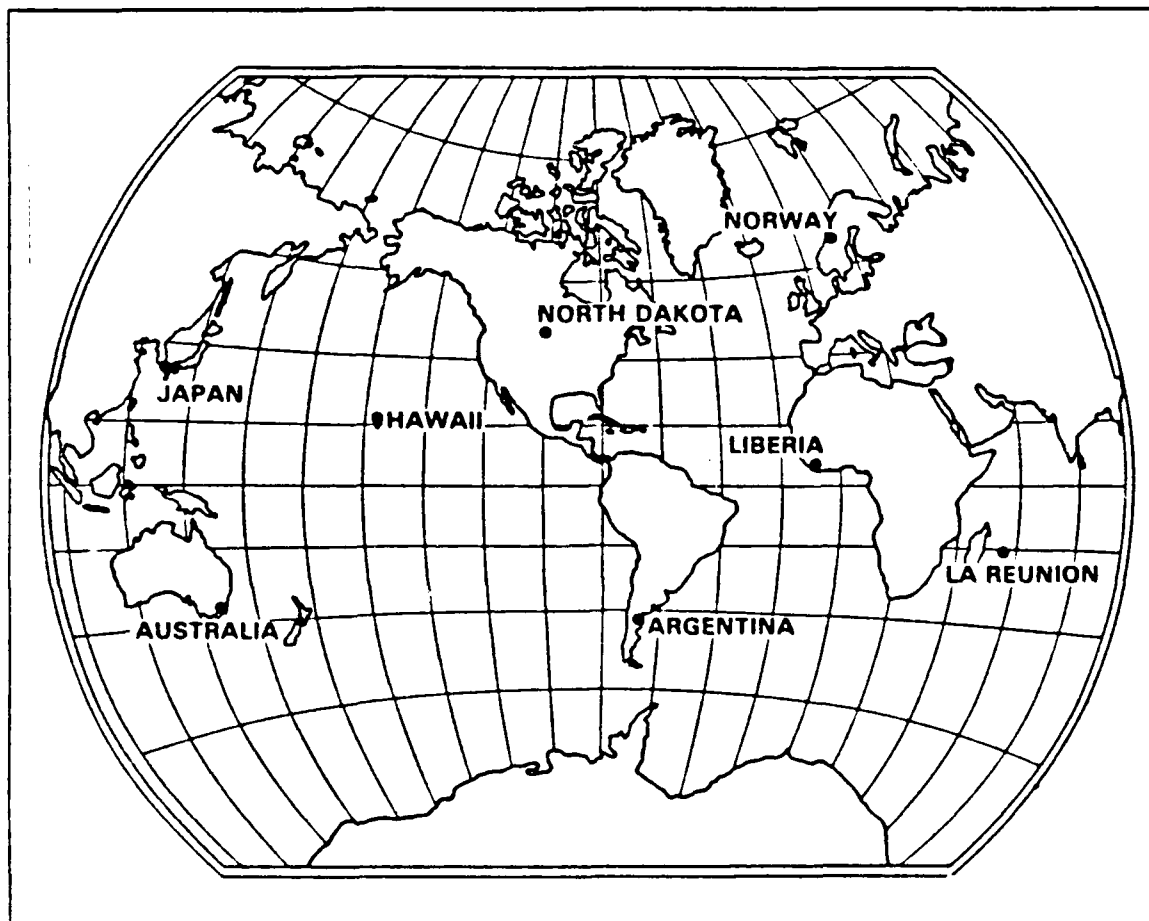 NORWAY
NORTH DAKOTA
JAPAN
HAWAII
LIBERIA
LA REUNION
AUSTRALIA
ARGENTINA